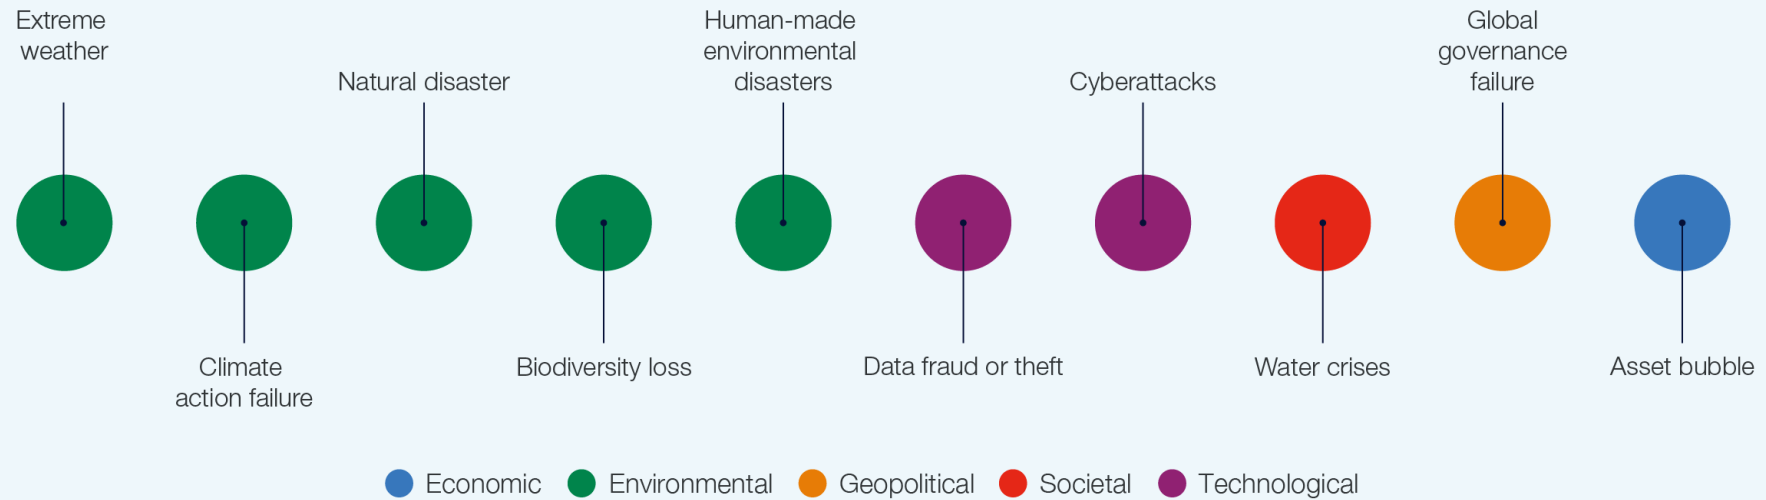 Extreme
weather
Climate
action failure
Natural disaster
Biodiversity loss
Human-made
environmental
disasters
Data fraud or theft
Cyberattacks
Water crises
Global
governance
failure
Asset bubble
Economic
Environmental
Geopolitical
Societal
Technological